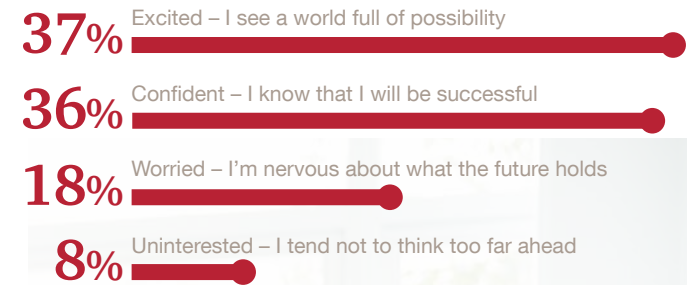 37% Excited – I see a world full of possibility
36% Confident – I know that I will be successful
18% Worried – I’m nervous about what the future holds
8% Uninterested – I tend not to think too far ahead